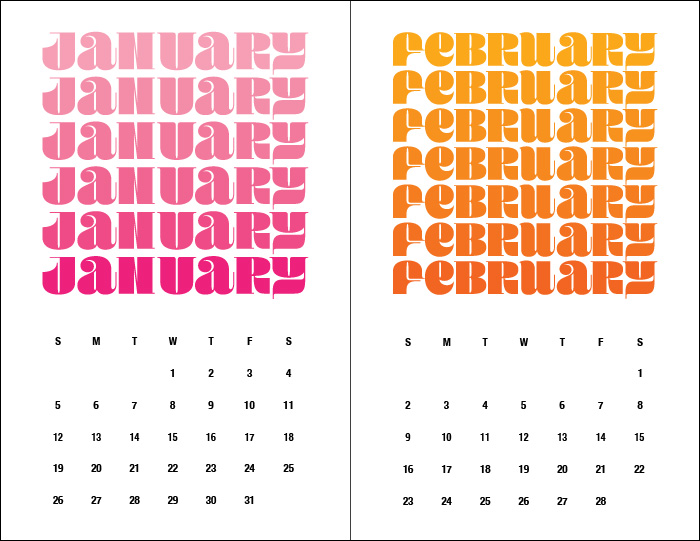 JANUARY
JANUARY
JANUARY
JANUARY
JANUARY
JANUARY
S M T W T F S
1 2 3 4
5 6 7 8 9 10 11
12 13 14 15 16 17 18
19 20 21 22 23 24 25
26 27 28 29 30 31
FEBRUARY
FEBRUARY
FEBRUARY
FEBRUARY
FEBRUARY
FEBRUARY
FEBRUARY
S M T W T F S
1
2 3 4 5 6 7 8
9 10 11 12 13 14 15
16 17 18 19 20 21 22
23 24 25 26 27 28